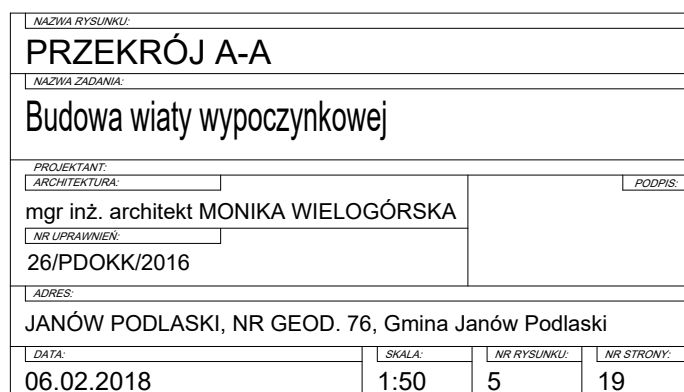 NAZWA RYSUNKU:
PRZEKRÓJ A-A
NAZWA ZADANIA:
Budowa wiaty wypoczynkowej
PROJEKTANT:
ARCHITEKTURA:
PODPIS:
mgr inż. architekt MONIKA WIELOGÓRSKA
NR UPRAWNIEŃ:
26/PDOKK/2016
ADRES:
JANÓW PODLASKI, NR GEOD. 76, Gmina Janów Podlaski
DATA: SKALA: NR RYSUNKU: NR STRONY:
06.02.2018 1:50 5 19